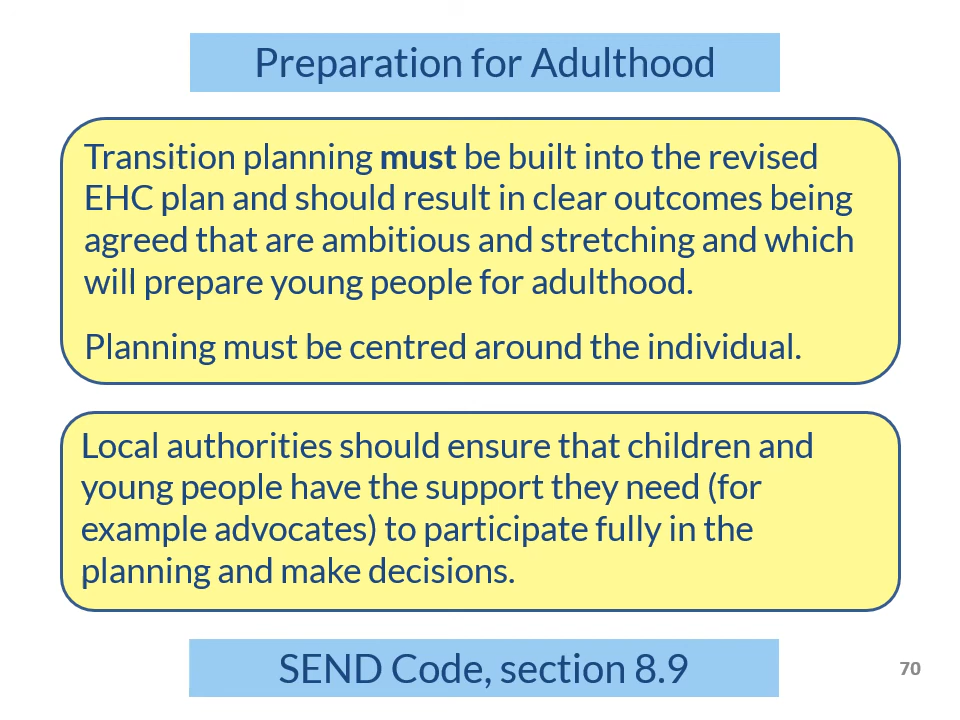 Preparation for Adulthood
Transition planning must be built into the revised
EHC plan and should result in clear outcomes being
agreed that are ambitious and stretching and which
will prepare young people for adulthood.
Planning must be centred around the individual.
Local authorities should ensure that children and
young people have the support they need (for
example advocates) to participate fully in the
planning and make decisions.
SEND Code, section 8.9
70